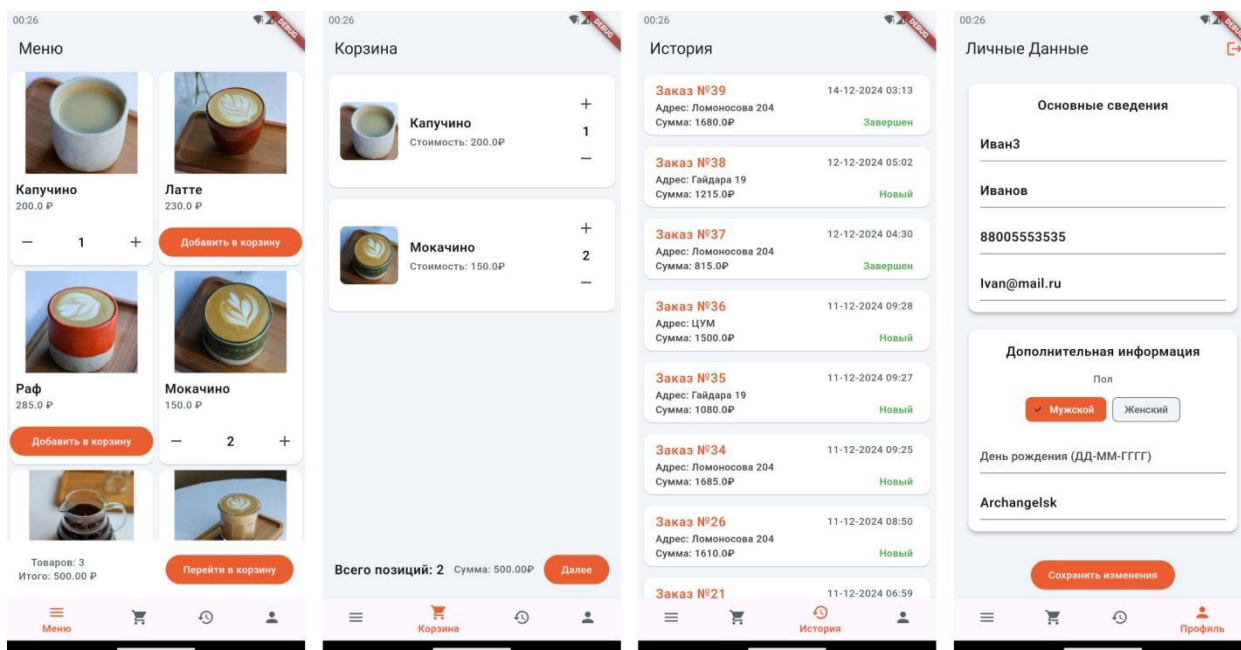 00:26
DEBUG
Меню
Капучино
200.0 ₽
— 1 +
Латте
230.0 ₽
Добавить в корзину
Раф
285.0 ₽
Добавить в корзину
Мокачино
150.0 ₽
— 2 +
Товаров: 3
Итого: 500.00 ₽
Перейти в корзину
Меню
00:26
DEBUG
Корзина
Капучино
Стоимость: 200.0₽
+
1
—
Мокачино
Стоимость: 150.0₽
+
2
—
Всего позиций: 2 Сумма: 500.00₽ Далее
Корзина
00:26
DEBUG
История
Заказ №39 14-12-2024 03:13
Адрес: Ломоносова 204
Сумма: 1680.0₽ Завершен
Заказ №38 12-12-2024 05:02
Адрес: Гайдара 19
Сумма: 1215.0₽ Новый
Заказ №37 12-12-2024 04:30
Адрес: Ломоносова 204
Сумма: 815.0₽ Завершен
Заказ №36 11-12-2024 09:28
Адрес: ЦУМ
Сумма: 1500.0₽ Новый
Заказ №35 11-12-2024 09:27
Адрес: Гайдара 19
Сумма: 1080.0₽ Новый
Заказ №34 11-12-2024 09:25
Адрес: Ломоносова 204
Сумма: 1685.0₽ Новый
Заказ №26 11-12-2024 08:50
Адрес: Ломоносова 204
Сумма: 1610.0₽ Новый
Заказ №21 11-12-2024 06:59
История
00:26
DEBUG
Личные Данные
Основные сведения
Иван3
Иванов
88005553535
Ivan@mail.ru
Дополнительная информация
Пол
Мужской Женский
День рождения (ДД-ММ-ГГГГ)
Archangelsk
Сохранить изменения
Профиль